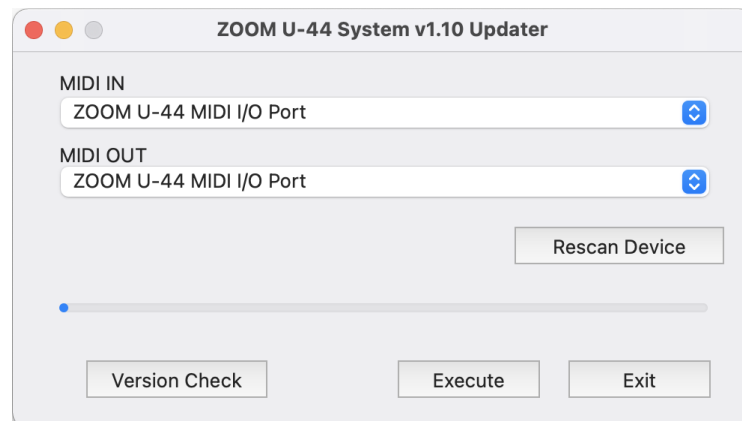 ZOOM U-44 System v1.10 Updater
MIDI IN
ZOOM U-44 MIDI I/O Port
MIDI OUT
ZOOM U-44 MIDI I/O Port
Rescan Device
Version Check Execute Exit